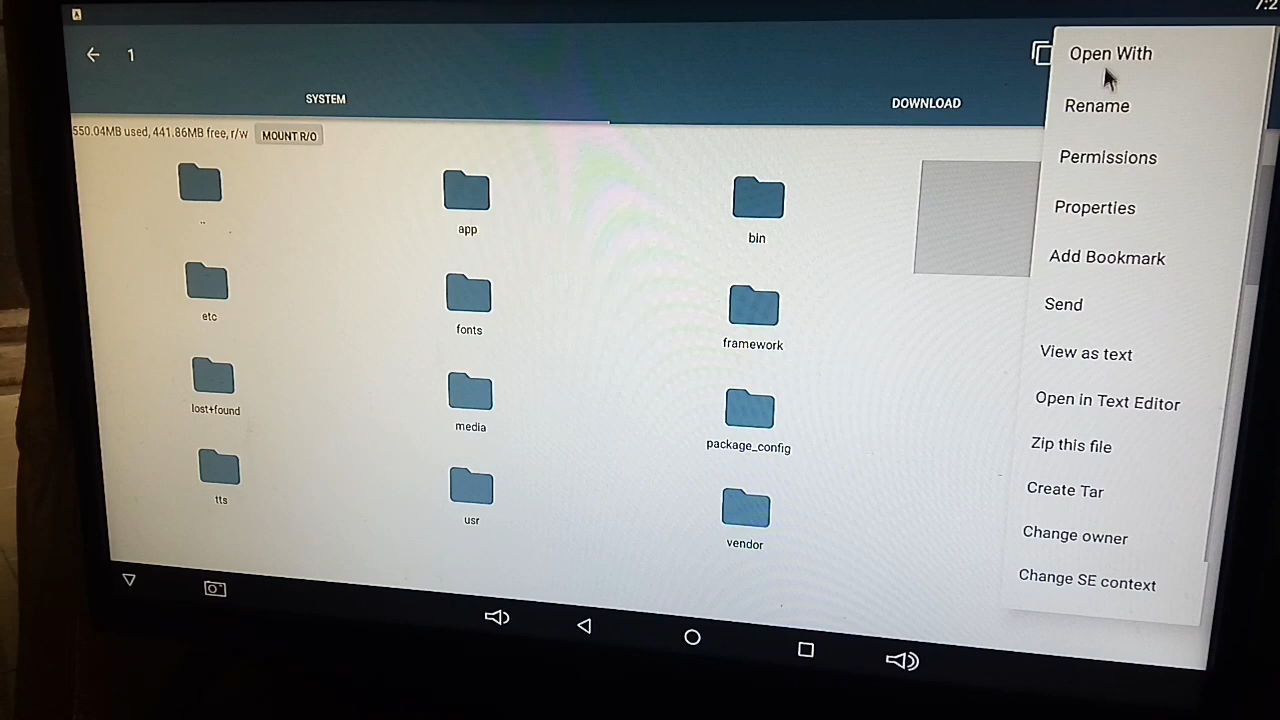 7:2
1
SYSTEM
DOWNLOAD
550.04MB used, 441.86MB free, r/w
MOUNT R/O
..
app
bin
etc
fonts
framework
lost+found
media
package_config
tts
usr
vendor
Open With
Rename
Permissions
Properties
Add Bookmark
Send
View as text
Open in Text Editor
Zip this file
Create Tar
Change owner
Change SE context